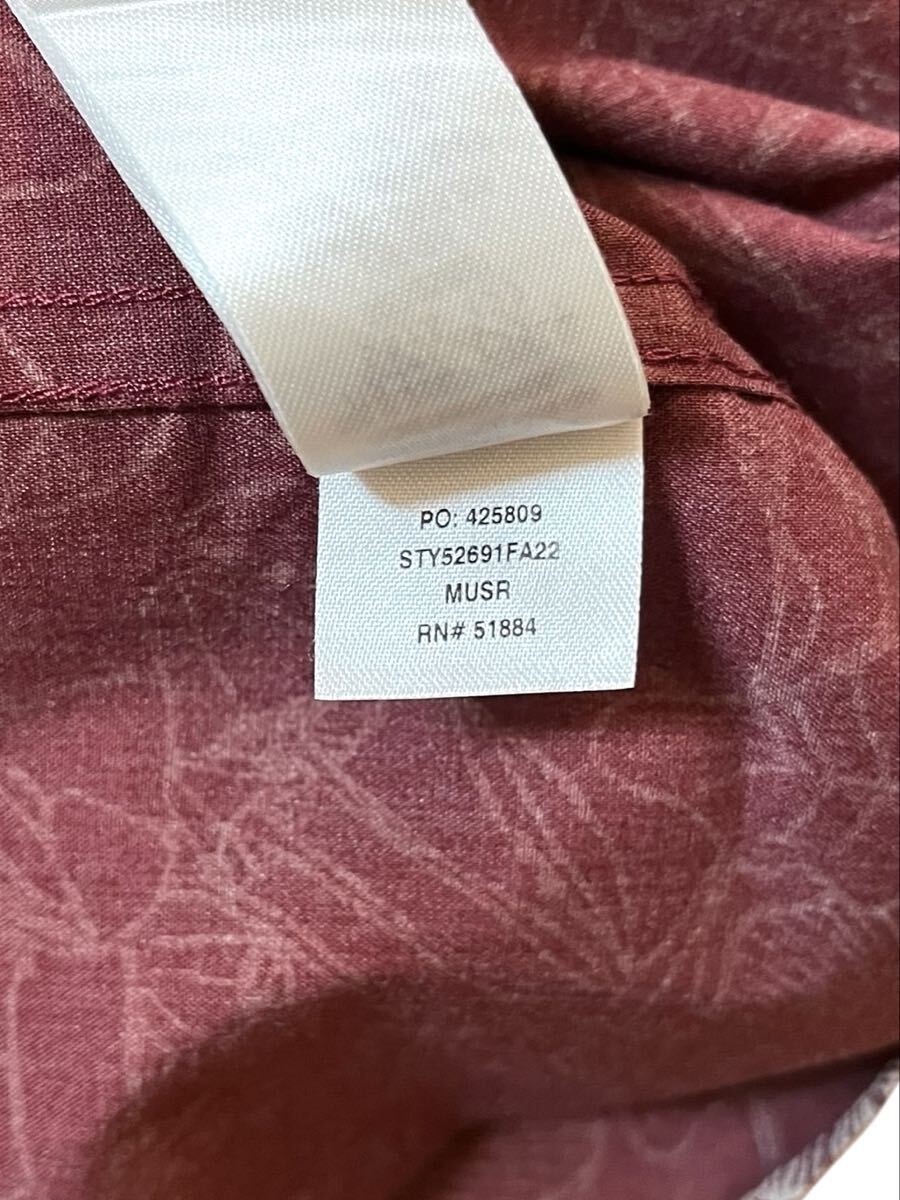 PO: 425809
STY52691FA22
MUSR
RN# 51884